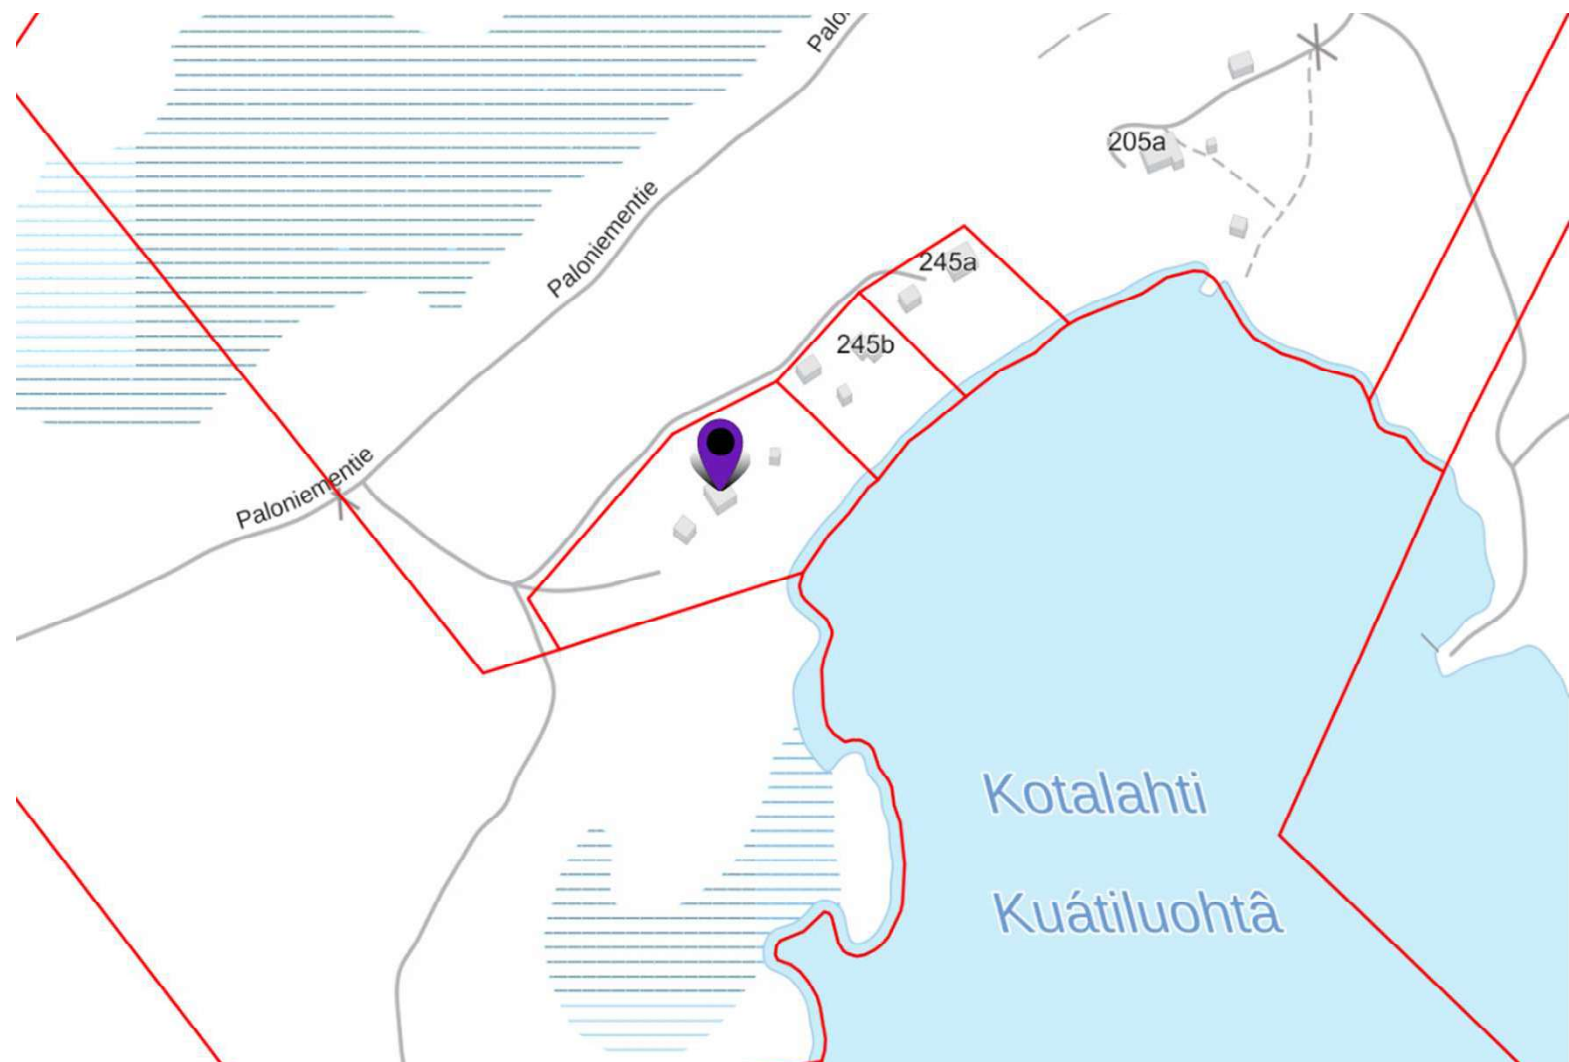 Palo
205a
Paloniementie
245a
245b
Paloniementie
Kotalahti
Kuátiluohtâ